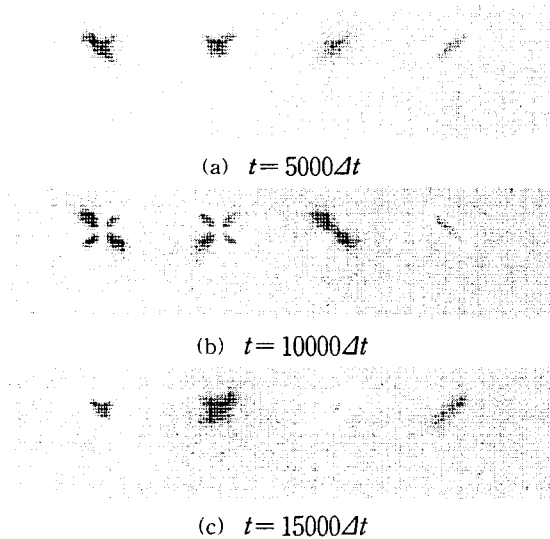 (a) t = 5000Δt
(b) t = 10000Δt
(c) t = 15000Δt